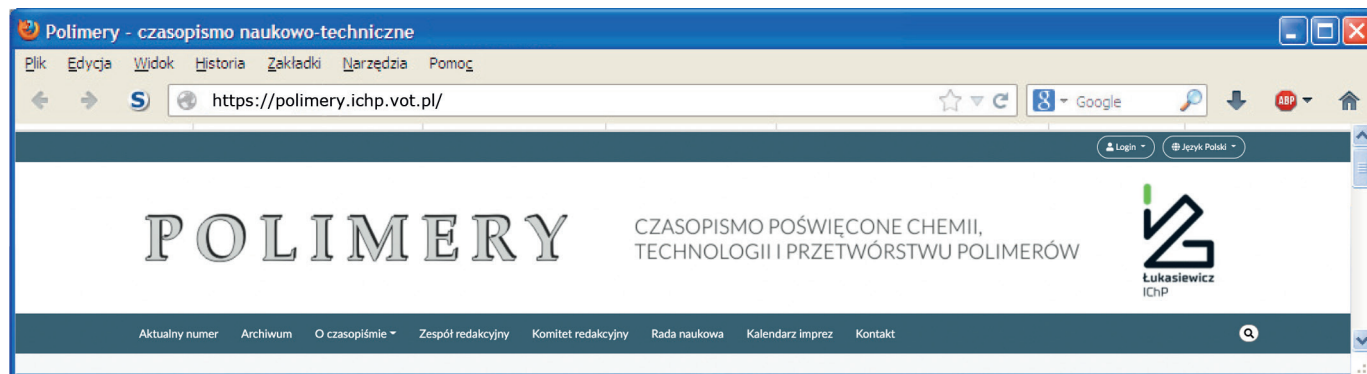 Polimery - czasopismo naukowo-techniczne
Plik Edycja Widok Historia Zakładki Narzędzia Pomoc
S https://polimery.ichp.vot.pl/ 8 Google ABP
Login Język Polski
POLIMERY
CZASOPISMO POŚWIĘCONE CHEMII,
TECHNOLOGII I PRZETWÓRSTWU POLIMERÓW
Łukasiewicz
IChP
Aktualny numer Archiwum O czasopiśmie Zespół redakcyjny Komitet redakcyjny Rada naukowa Kalendarz imprez Kontakt